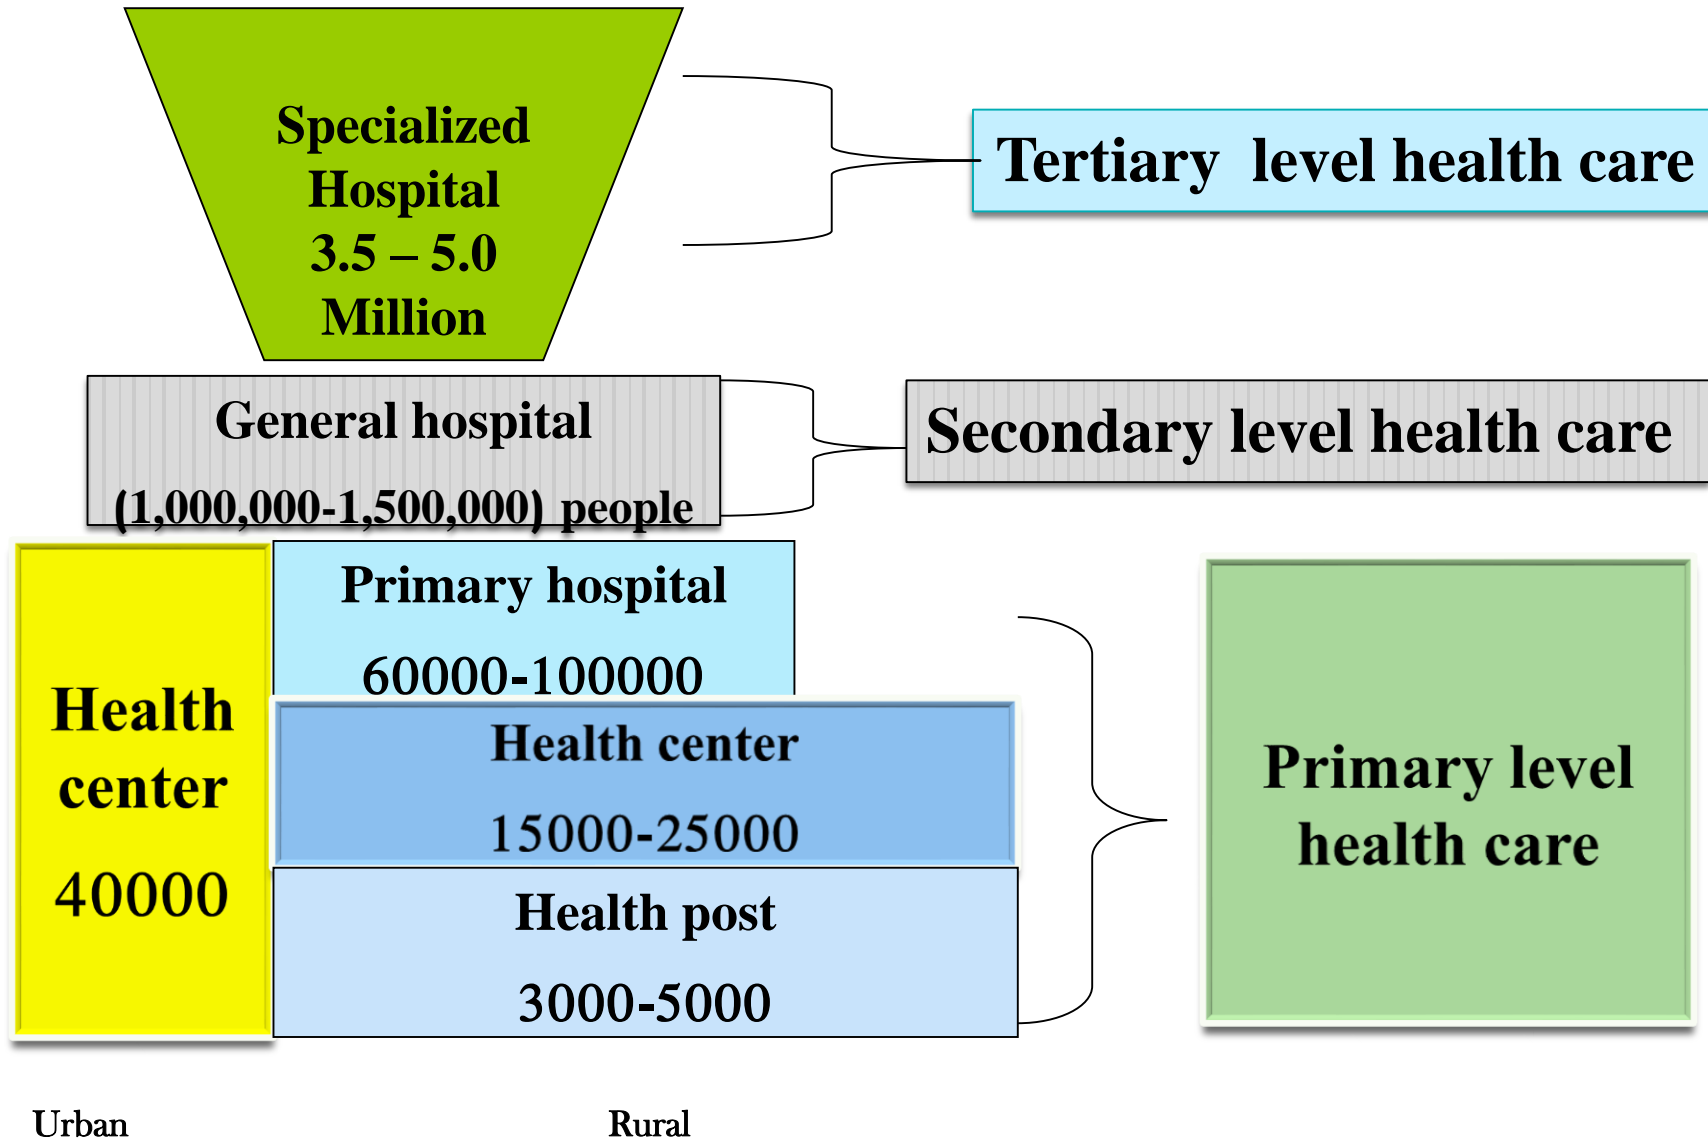 Specialized
Hospital
3.5 – 5.0
Million
Tertiary  level health care
General hospital
(1,000,000-1,500,000) people
Secondary level health care
Health
center
40000
Primary hospital
60000-100000
Health center
15000-25000
Health post
3000-5000
Primary level
health care
Urban
Rural